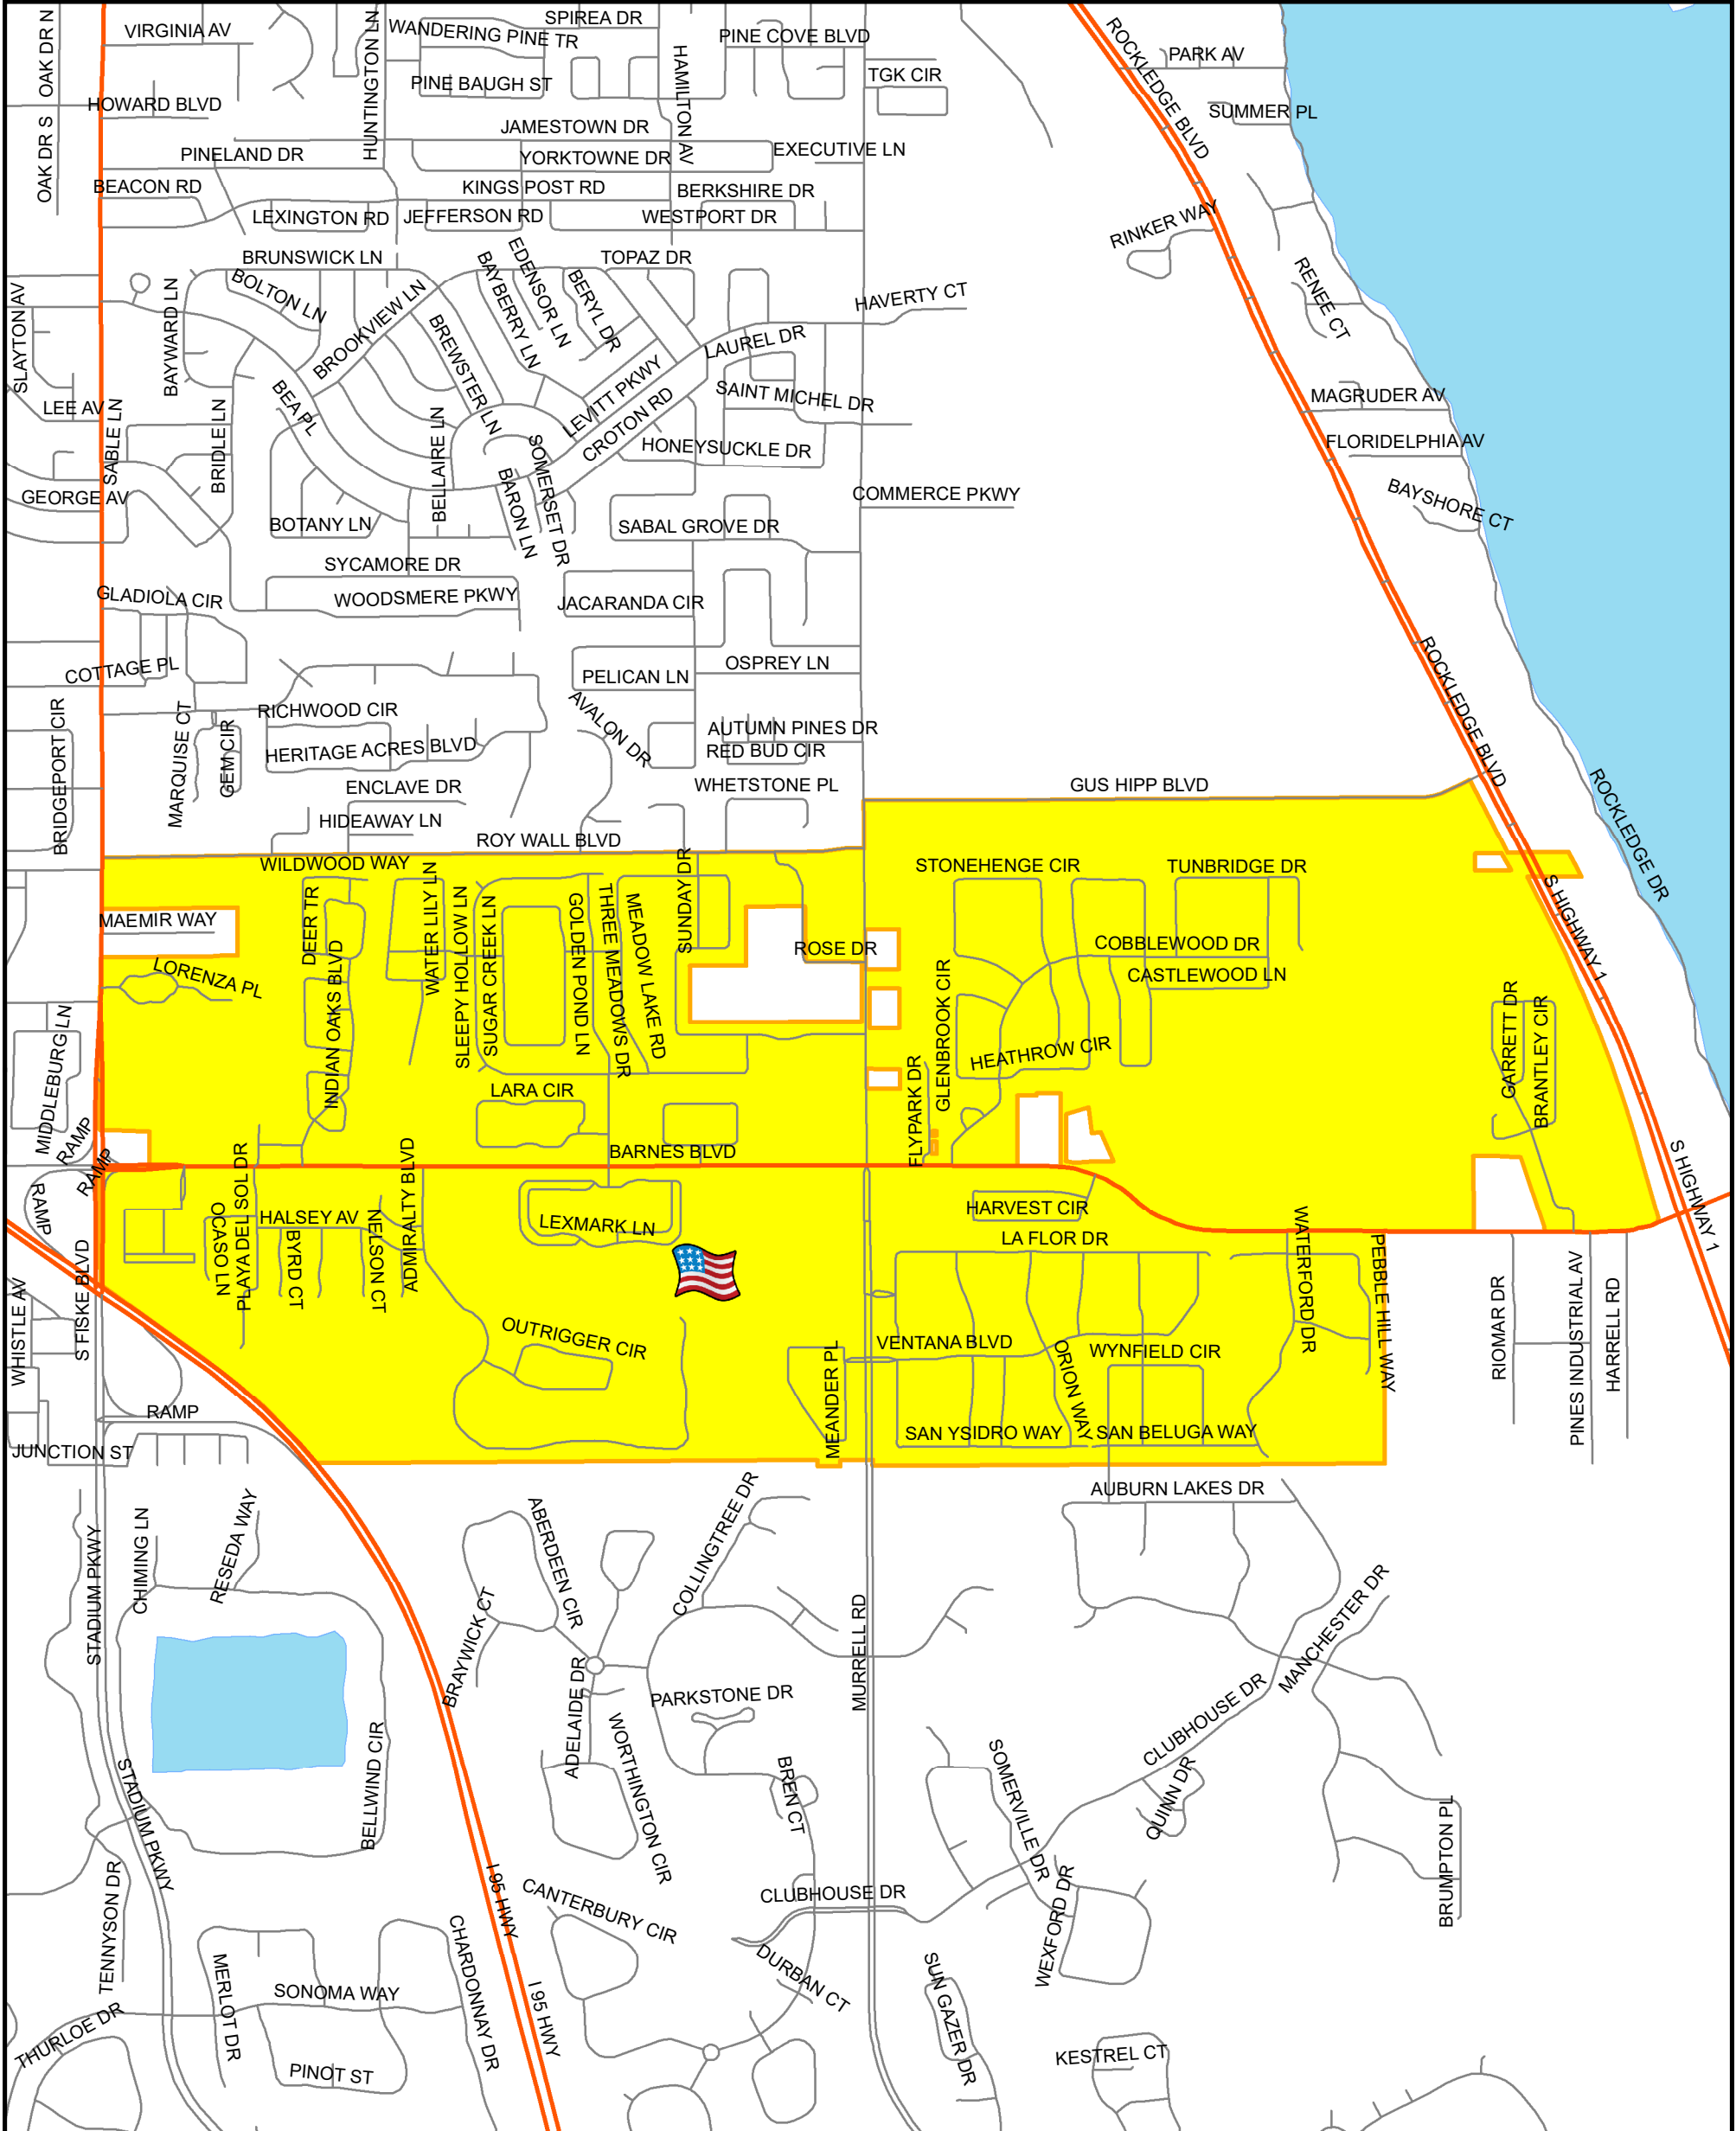 OAK DR N
VIRGINIA AV
HUNTINGTON LN
WANDERING PINE TR
SPIREA DR
HAMILTON AV
PINE COVE BLVD
ROCKLEDGE BLVD
PARK AV
PINE BAUGH ST
TGK CIR
HOWARD BLVD
SUMMER PL
OAK DR S
JAMESTOWN DR
PINELAND DR
YORKTOWNE DR
EXECUTIVE LN
BEACON RD
KINGS POST RD
BERKSHIRE DR
LEXINGTON RD
JEFFERSON RD
WESTPORT DR
RINKER WAY
BRUNSWICK LN
EDENSOR LN
TOPAZ DR
BAYBERRY LN
BERYL DR
BOLTON LN
RENEE CT
HAVERTY CT
SLAYTON AV
BAYWARD LN
BROOKVIEW LN
BREWSTER LN
LAUREL DR
LEVITT PKWY
SAINT MICHEL DR
MAGRUDER AV
LEE AV
SABLE LN
BRIDLE LN
BEA PL
CROTON RD
FLORIDELPHIA AV
HONEYSUCKLE DR
BELLAIRE LN
SOMERSET DR
BARON LN
GEORGE AV
COMMERCE PKWY
BAYSHORE CT
BOTANY LN
SABAL GROVE DR
SYCAMORE DR
GLADIOLA CIR
WOODSMERE PKWY
JACARANDA CIR
COTTAGE PL
OSPREY LN
PELICAN LN
ROCKLEDGE BLVD
BRIDGEPORT CIR
MARQUISE CT
RICHWOOD CIR
AVALON DR
GEM CIR
AUTUMN PINES DR
HERITAGE ACRES BLVD
RED BUD CIR
ENCLAVE DR
WHETSTONE PL
GUS HIPP BLVD
ROCKLEDGE DR
HIDEAWAY LN
ROY WALL BLVD
WILDWOOD WAY
STONEHENGE CIR
TUNBRIDGE DR
S HIGHWAY 1
MAEMIR WAY
DEER TR
WATER LILY LN
SLEEPY HOLLOW LN
SUGAR CREEK LN
GOLDEN POND LN
THREE MEADOWS DR
MEADOW LAKE RD
SUNDAY DR
ROSE DR
COBBLEWOOD DR
CASTLEWOOD LN
LORENZA PL
INDIAN OAKS BLVD
GLENBROOK CIR
GARRETT DR
BRANTLEY CIR
MIDDLEBURG LN
HEATHROW CIR
LARA CIR
FLYPARK DR
RAMP
RAMP
RAMP
BARNES BLVD
S HIGHWAY 1
PLAYA DEL SOL DR
OCASO LN
HALSEY AV
BYRD CT
NELSON CT
ADMIRALTY BLVD
LEXMARK LN
HARVEST CIR
LA FLOR DR
WATERFORD DR
PEBBLE HILL WAY
WHISTLE AV
S FISKE BLVD
OUTRIGGER CIR
MEANDER PL
VENTANA BLVD
ORION WAY
WYNFIELD CIR
RIOMAR DR
PINES INDUSTRIAL AV
HARRELL RD
RAMP
JUNCTION ST
SAN YSIDRO WAY
SAN BELUGA WAY
AUBURN LAKES DR
STADIUM PKWY
CHIMING LN
RESEDA WAY
ABERDEEN CIR
COLLINGTREE DR
BRAYWICK CT
MURRELL RD
MANCHESTER DR
ADELAIDE DR
PARKSTONE DR
CLUBHOUSE DR
WORTHINGTON CIR
BELLWIND CIR
STADIUM PKWY
BREN CT
SOMERVILLE DR
QUINN DR
BRUMPTON PL
I 95 HWY
TENNYSON DR
CANTERBURY CIR
CLUBHOUSE DR
WEXFORD DR
DURBAN CT
MERLOT DR
SONOMA WAY
CHARDONNAY DR
I 95 HWY
SUN GAZER DR
THURLOE DR
PINOT ST
KESTREL CT